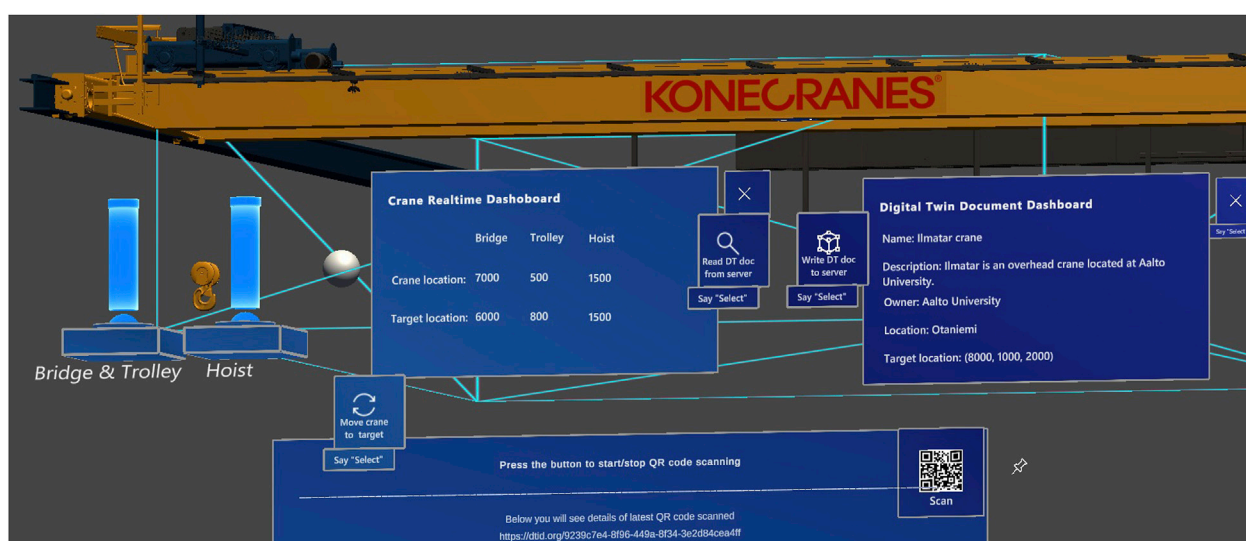 KONECRANES®
Crane Realtime Dashoboard
Bridge Trolley Hoist
Crane location: 7000 500 1500
Target location: 6000 800 1500
Read DT doc
from server
Say "Select"
Write DT doc
to server
Say "Select"
Digital Twin Document Dashboard
Name: Ilmatar crane
Description: Ilmatar is an overhead crane located at Aalto
University.
Owner: Aalto University
Location: Otaniemi
Target location: (8000, 1000, 2000)
Say "Select"
Bridge & Trolley Hoist
Move crane
to target
Say "Select"
Press the button to start/stop QR code scanning
Scan
Below you will see details of latest QR code scanned
https://dtid.org/9239c7e4-8f96-449a-8f34-3e2d84cea4ff